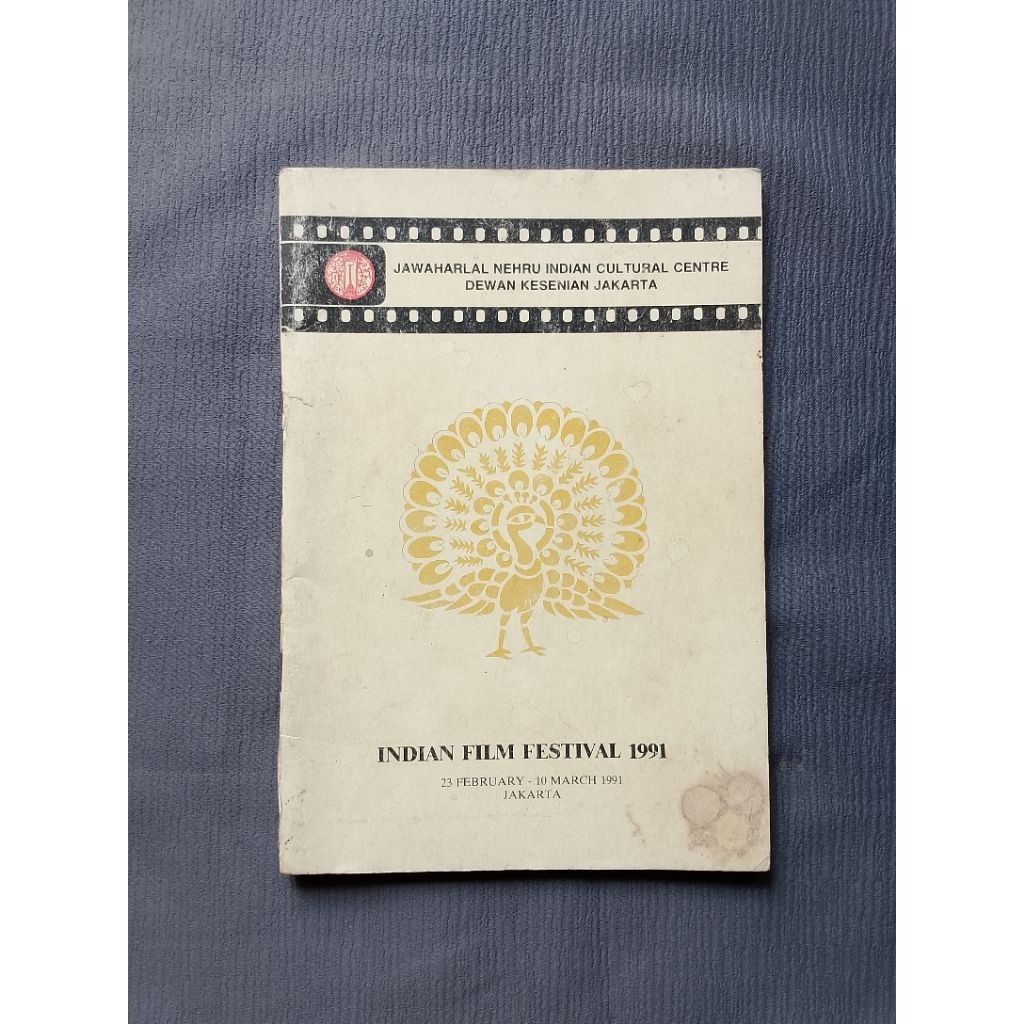 JAWAHARLAL NEHRU INDIAN CULTURAL CENTRE
DEWAN KESENIAN JAKARTA
INDIAN FILM FESTIVAL 1991
23 FEBRUARY - 10 MARCH 1991
JAKARTA